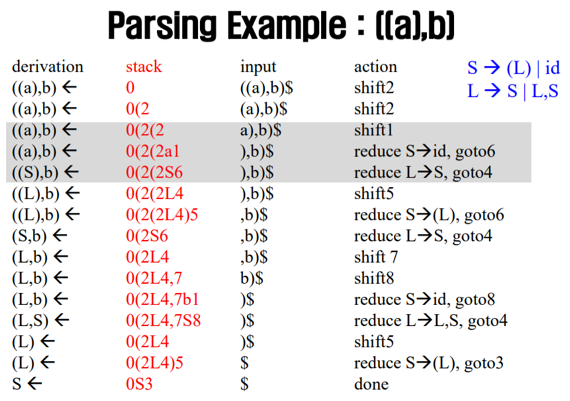 Parsing Example : ((a),b)
derivation stack input action
S → (L) | id
L → S | L,S
((a),b) ← 0 ((a),b)$ shift2
((a),b) ← 0(2 (a),b)$ shift2
((a),b) ← 0(2(2 a),b)$ shift1
((a),b) ← 0(2(2a1 ),b)$ reduce S→id, goto6
((S),b) ← 0(2(2S6 ),b)$ reduce L→S, goto4
((L),b) ← 0(2(2L4 ),b)$ shift5
((L),b) ← 0(2(2L4)5 ,b)$ reduce S→(L), goto6
(S,b) ← 0(2S6 ,b)$ reduce L→S, goto4
(L,b) ← 0(2L4 ,b)$ shift 7
(L,b) ← 0(2L4,7 b)$ shift8
(L,b) ← 0(2L4,7b1 )$ reduce S→id, goto8
(L,S) ← 0(2L4,7S8 )$ reduce L→L,S, goto4
(L) ← 0(2L4 )$ shift5
(L) ← 0(2L4)5 $ reduce S→(L), goto3
S ← 0S3 $ done